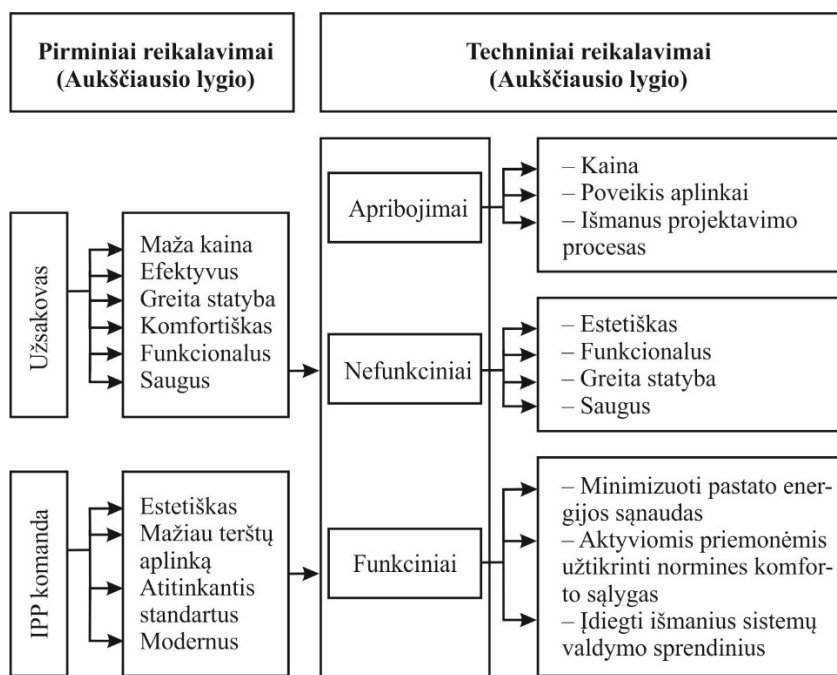 Pirminiai reikalavimai
(Aukščiausio lygio)
Techniniai reikalavimai
(Aukščiausio lygio)
Užsakovas
Maža kaina
Efektyvus
Greita statyba
Komfortiškas
Funkcionalus
Saugus
IPP komanda
Estetiškas
Mažiau terštų
aplinką
Atitinkantis
standartus
Modernus
Apribojimai
– Kaina
– Poveikis aplinkai
– Išmanus projektavimo
procesas
Nefunkciniai
– Estetiškas
– Funkcionalus
– Greita statyba
– Saugus
Funkciniai
– Minimizuoti pastato ener-
gijos sąnaudas
– Aktyviomis priemonėmis
užtikrinti normines komfor-
to sąlygas
– Įdiegti išmanius sistemų
valdymo sprendinius